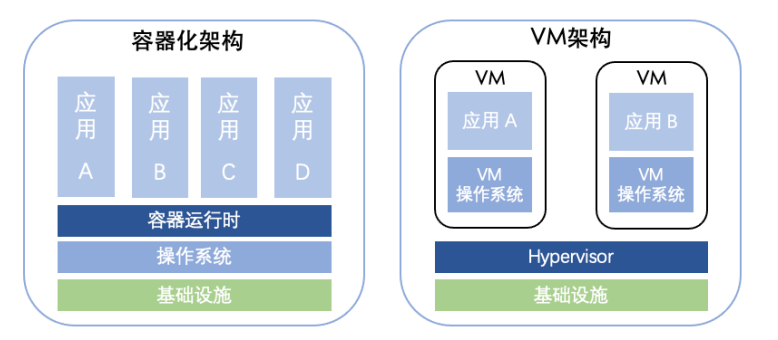 容器化架构
应
用
A
应
用
B
应
用
C
应
用
D
容器运行时
操作系统
基础设施
VM架构
VM
应用 A
VM
操作系统
VM
应用 B
VM
操作系统
Hypervisor
基础设施